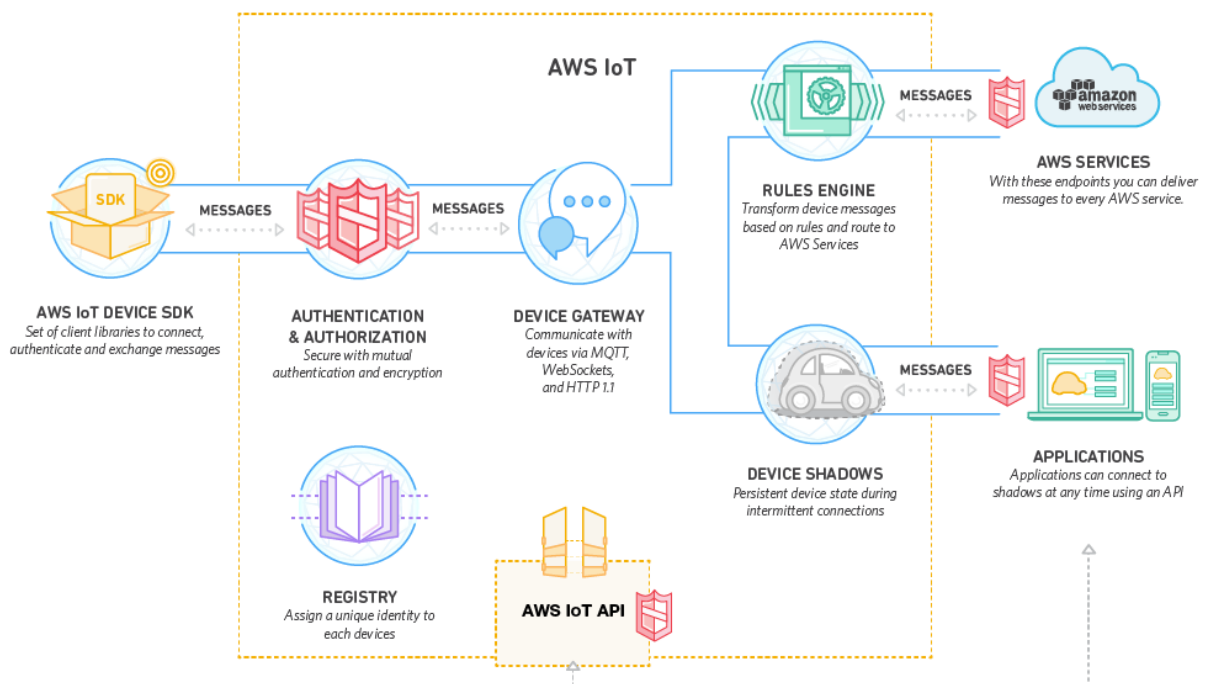 AWS IoT
SDK
MESSAGES
MESSAGES
MESSAGES
amazon
webservices
AWS IoT DEVICE SDK
Set of client libraries to connect,
authenticate and exchange messages
AUTHENTICATION
& AUTHORIZATION
Secure with mutual
authentication and encryption
DEVICE GATEWAY
Communicate with
devices via MQTT,
WebSockets,
and HTTP 1.1
RULES ENGINE
Transform device messages
based on rules and route to
AWS Services
AWS SERVICES
With these endpoints you can deliver
messages to every AWS service.
MESSAGES
DEVICE SHADOWS
Persistent device state during
intermittent connections
APPLICATIONS
Applications can connect to
shadows at any time using an API
REGISTRY
Assign a unique identity to
each devices
AWS IoT API